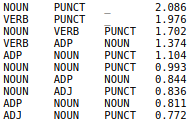 NOUN PUNCT _ 2.086
VERB PUNCT _ 1.976
NOUN VERB PUNCT 1.702
VERB ADP NOUN 1.374
ADP NOUN PUNCT 1.104
NOUN NOUN PUNCT 0.993
NOUN ADP NOUN 0.844
NOUN ADJ PUNCT 0.836
ADP NOUN NOUN 0.811
ADJ NOUN PUNCT 0.772